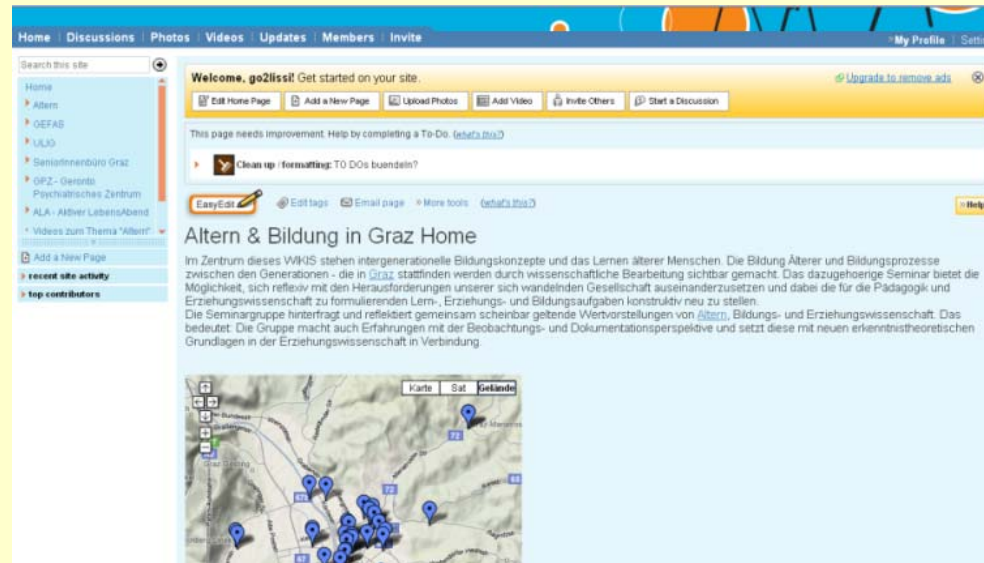 Home Discussions Photos Videos Updates Members Invite
»My Profile
Search this site
Home
Altern
GEFAS
ULIG
SeniorInnenbüro Graz
GPZ - Geronto
Psychiatrisches Zentrum
ALA - Aktiver LebensAbend
Videos zum Thema "Altern"
Add a New Page
recent site activity
top contributors
Welcome, go2lissi! Get started on your site.
Upgrade to remove ads
Edit Home Page Add a New Page Upload Photos Add Video Invite Others Start a Discussion
This page needs improvement. Help by completing a To-Do. (what's this?)
Clean up formatting: TO DOs buendeln?
EasyEdit Edit tags Email page »More tools (what's this?)
»Help
Altern & Bildung in Graz Home
Im Zentrum dieses WIKIS stehen intergenerationelle Bildungskonzepte und das Lernen älterer Menschen. Die Bildung Älterer und Bildungsprozesse
zwischen den Generationen - die in Graz stattfinden werden durch wissenschaftliche Bearbeitung sichtbar gemacht. Das dazugehoerige Seminar bietet die
Möglichkeit, sich reflexiv mit den Herausforderungen unserer sich wandelnden Gesellschaft auseinanderzusetzen und dabei die für die Pädagogik und
Erziehungswissenschaft zu formulierenden Lern-, Erziehungs- und Bildungsaufgaben konstruktiv neu zu stellen.
Die Seminargruppe hinterfragt und reflektiert gemeinsam scheinbar geltende Wertvorstellungen von Altern, Bildungs- und Erziehungswissenschaft. Das
bedeutet: Die Gruppe macht auch Erfahrungen mit der Beobachtungs- und Dokumentationsperspektive und setzt diese mit neuen erkenntnistheoretischen
Grundlagen in der Erziehungswissenschaft in Verbindung.
Karte Sat Gelände
72
72
67